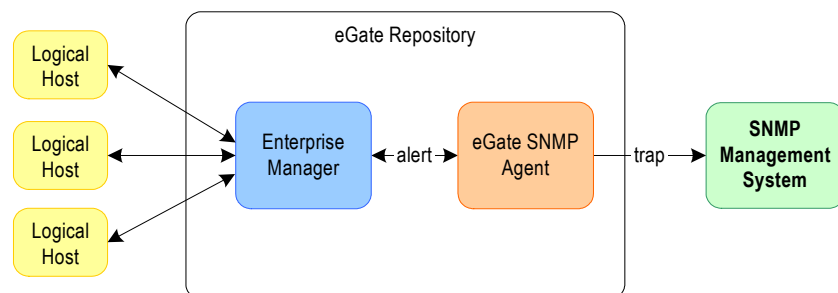 eGate Repository
Logical
Host
Logical
Host
Logical
Host
Enterprise
Manager
alert
eGate SNMP
Agent
trap
SNMP
Management
System